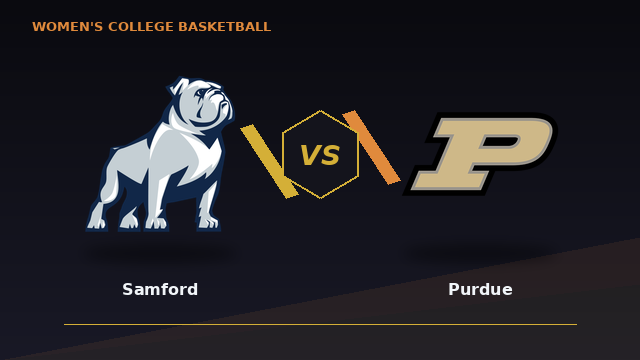 WOMEN'S COLLEGE BASKETBALL
VS
P
Samford
Purdue